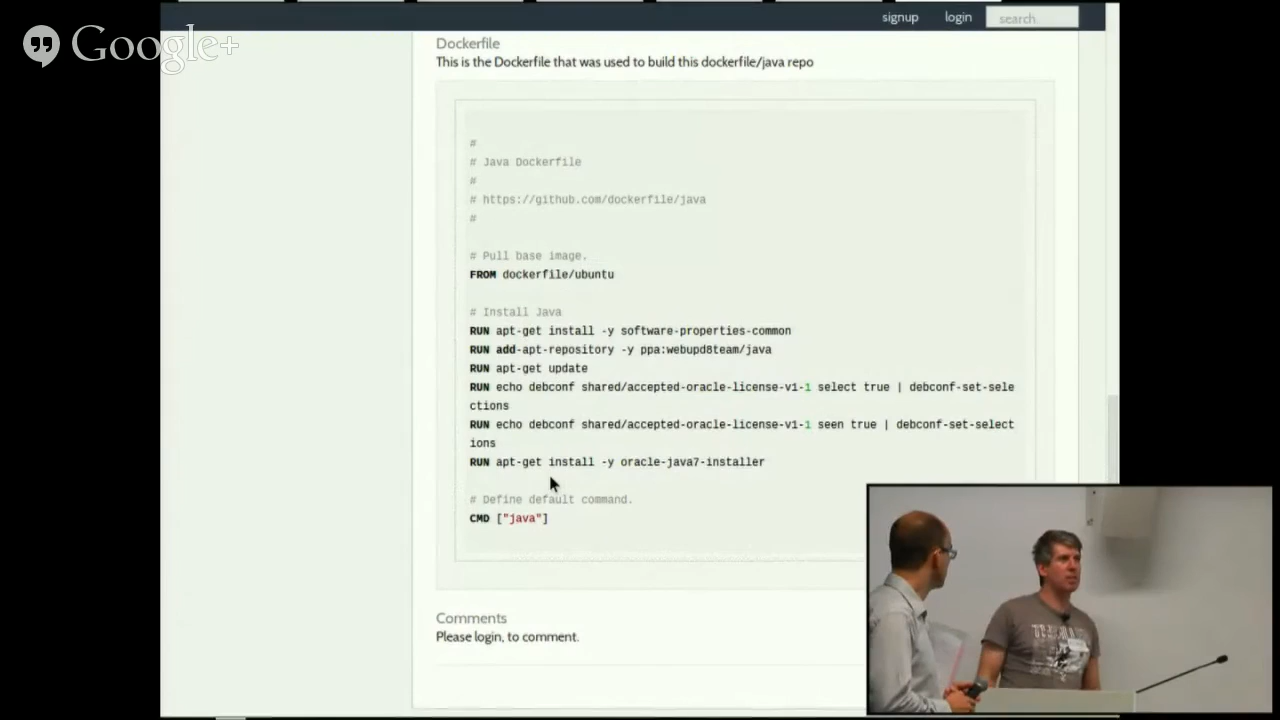 Google+
signup login search
Dockerfile
This is the Dockerfile that was used to build this dockerfile/java repo
#
# Java Dockerfile
#
# https://github.com/dockerfile/java
#
# Pull base image.
FROM dockerfile/ubuntu
# Install Java
RUN apt-get install -y software-properties-common
RUN add-apt-repository -y ppa:webupd8team/java
RUN apt-get update
RUN echo debconf shared/accepted-oracle-license-v1-1 select true | debconf-set-sele
ctions
RUN echo debconf shared/accepted-oracle-license-v1-1 seen true | debconf-set-select
ions
RUN apt-get install -y oracle-java7-installer
# Define default command.
CMD ["java"]
Comments
Please login, to comment.